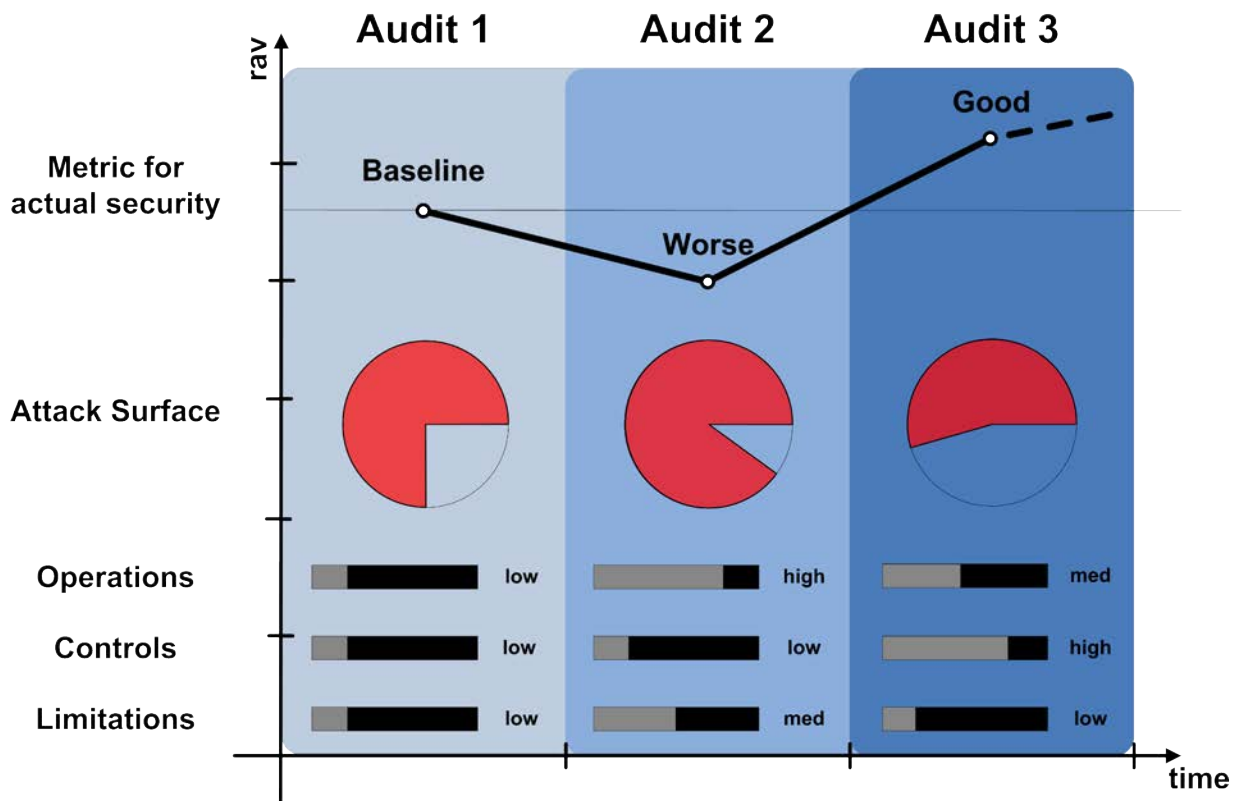 Audit 1
Audit 2
Audit 3
rav
Good
Metric for
actual security
Baseline
Worse
Attack Surface
Operations
low
high
med
Controls
low
low
high
Limitations
low
med
low
time